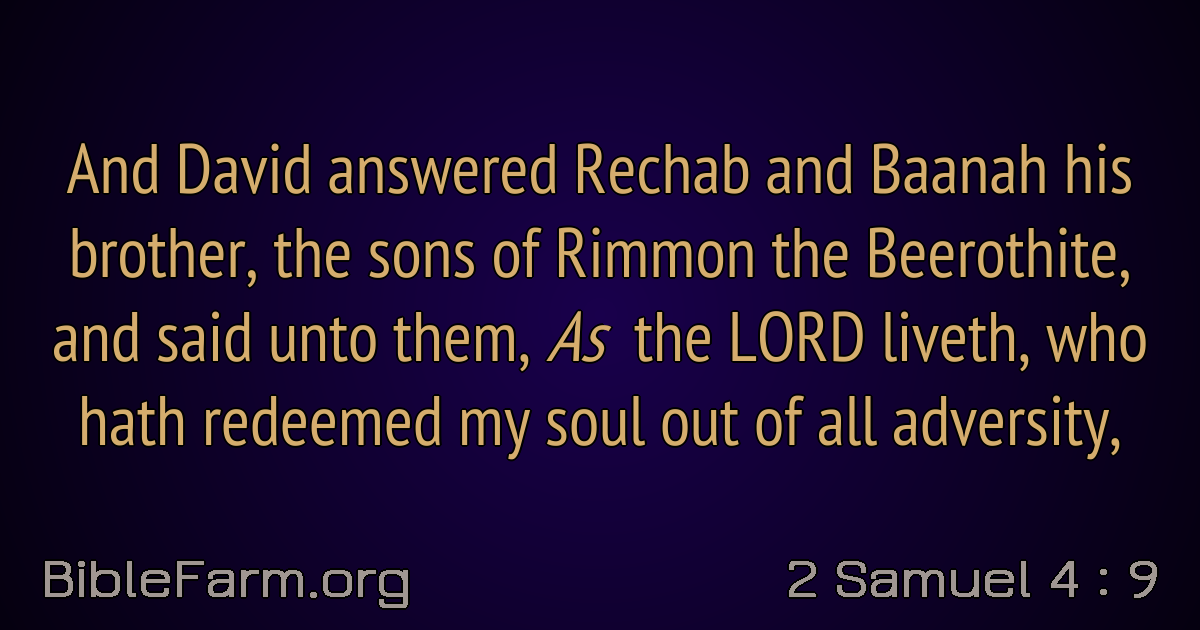 And David answered Rechab and Baanah his
brother, the sons of Rimmon the Beerothite,
and said unto them, As the LORD liveth, who
hath redeemed my soul out of all adversity,
BibleFarm.org
2 Samuel 4 : 9